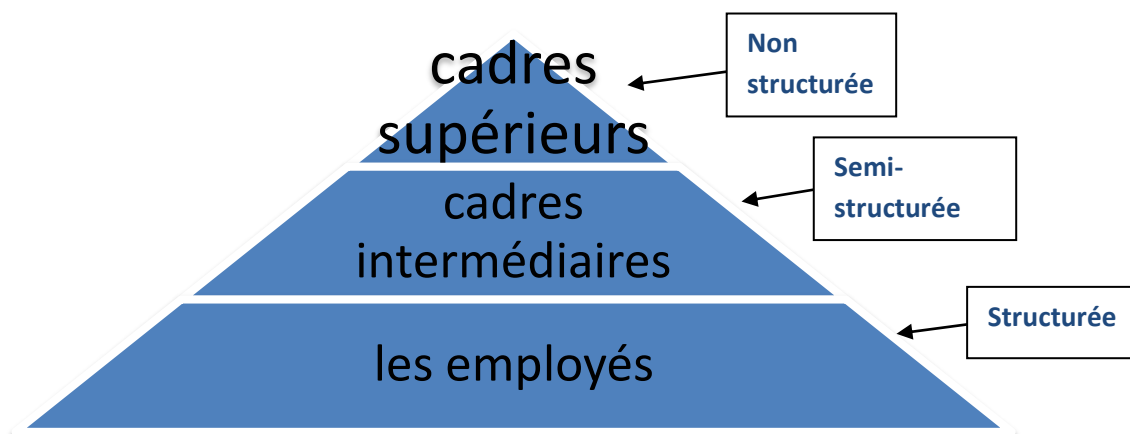 cadres
supérieurs
Non
structurée
cadres
intermédiaires
Semi-
structurée
les employés
Structurée